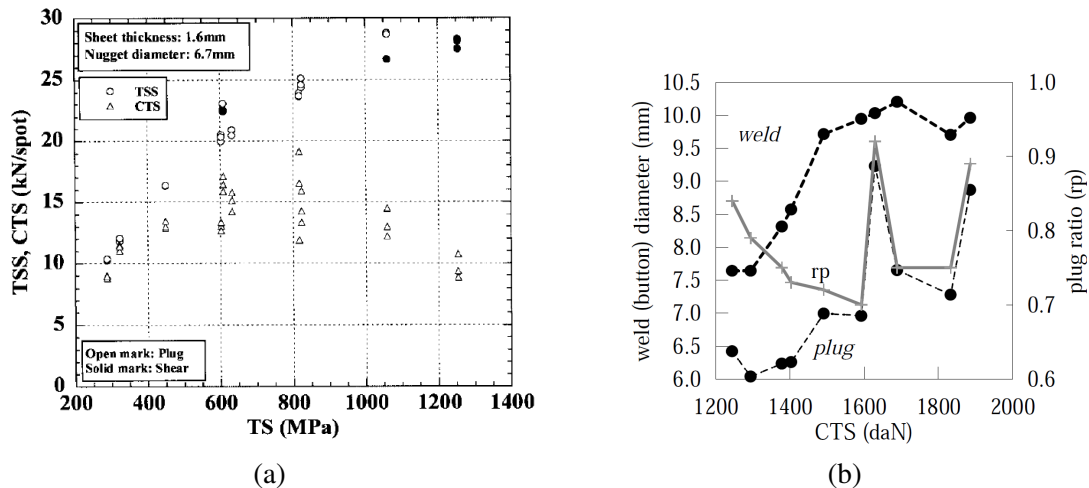 30
25
20
15
10
5
0
TSS, CTS (kN/spot)
Sheet thickness: 1.6mm
Nugget diameter: 6.7mm
TSS
CTS
Open mark: Plug
Solid mark: Shear
200 400 600 800 1000 1200 1400
TS (MPa)
(a)
10.5
10.0
9.5
9.0
8.5
8.0
7.5
7.0
6.5
6.0
weld (button) diameter (mm)
weld
rp
plug
1.0
0.9
0.8
0.7
0.6
plug ratio (rp)
1200 1400 1600 1800 2000
CTS (daN)
(b)